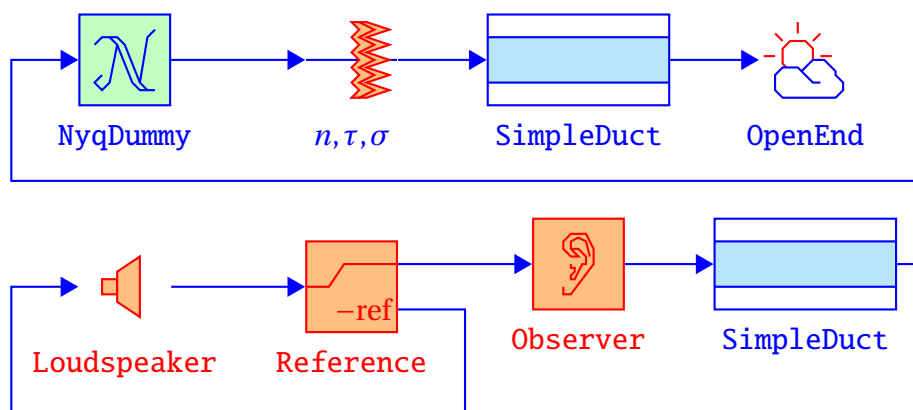 N
NyqDummy
n, τ, σ
SimpleDuct
OpenEnd
−ref
Loudspeaker
Reference
Observer
SimpleDuct